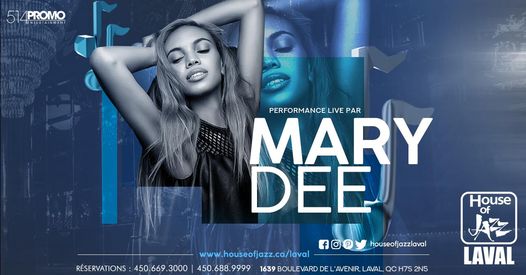 514PROMO
ENTERTAINMENT
PERFORMANCE LIVE PAR
MARY
DEE
House
of
Jazz
LAVAL
houseofjazzlaval
www.houseofjazz.ca/laval
RÉSERVATIONS : 450.669.3000 | 450.688.9999 1639 BOULEVARD DE L'AVENIR, LAVAL, QC H7S 2N5